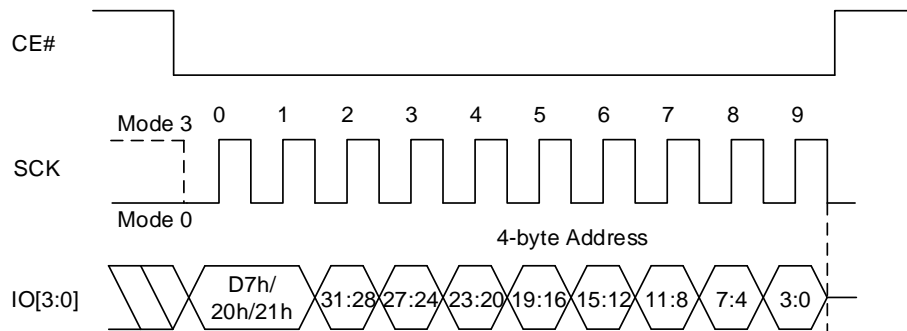 CE#
Mode 3
0 1 2 3 4 5 6 7 8 9
SCK
Mode 0
4-byte Address
IO[3:0]
D7h/
20h/21h
31:28 27:24 23:20 19:16 15:12 11:8 7:4 3:0